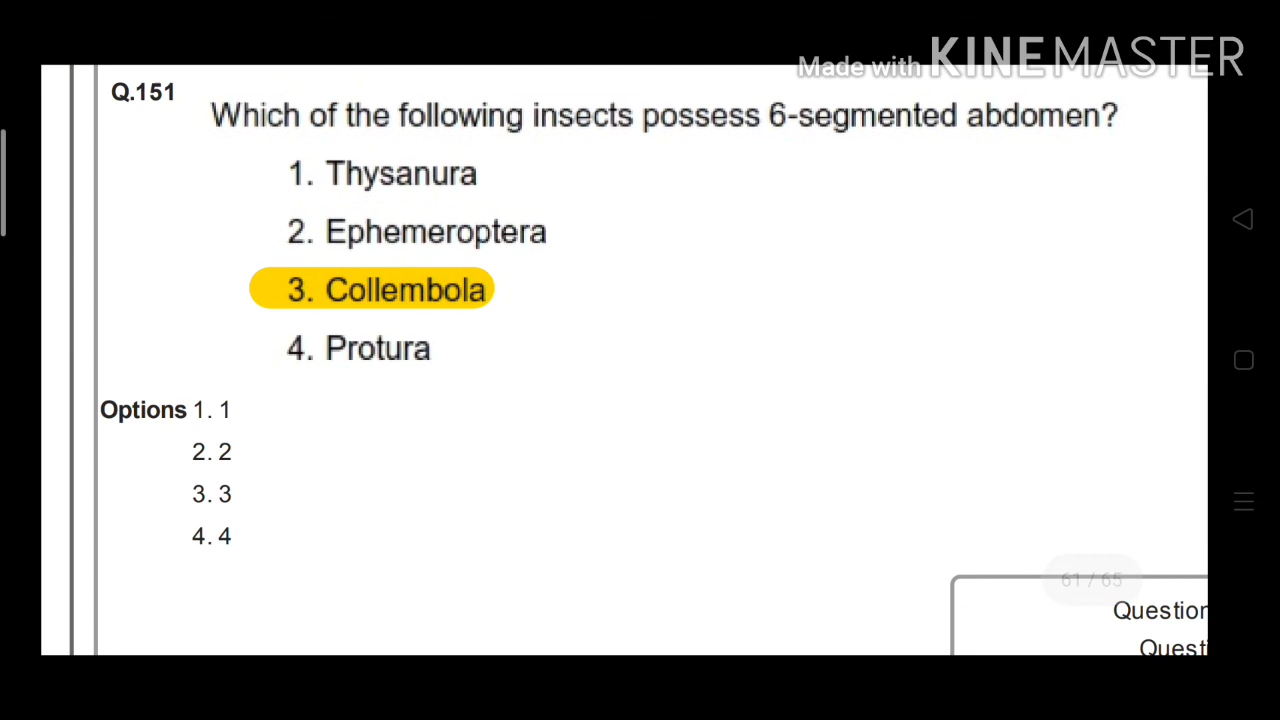 Made with KINEMASTER
Q.151
Which of the following insects possess 6-segmented abdomen?
1. Thysanura
2. Ephemeroptera
3. Collembola
4. Protura
Options 1. 1
2. 2
3. 3
4. 4
61 / 65
Question
Questi